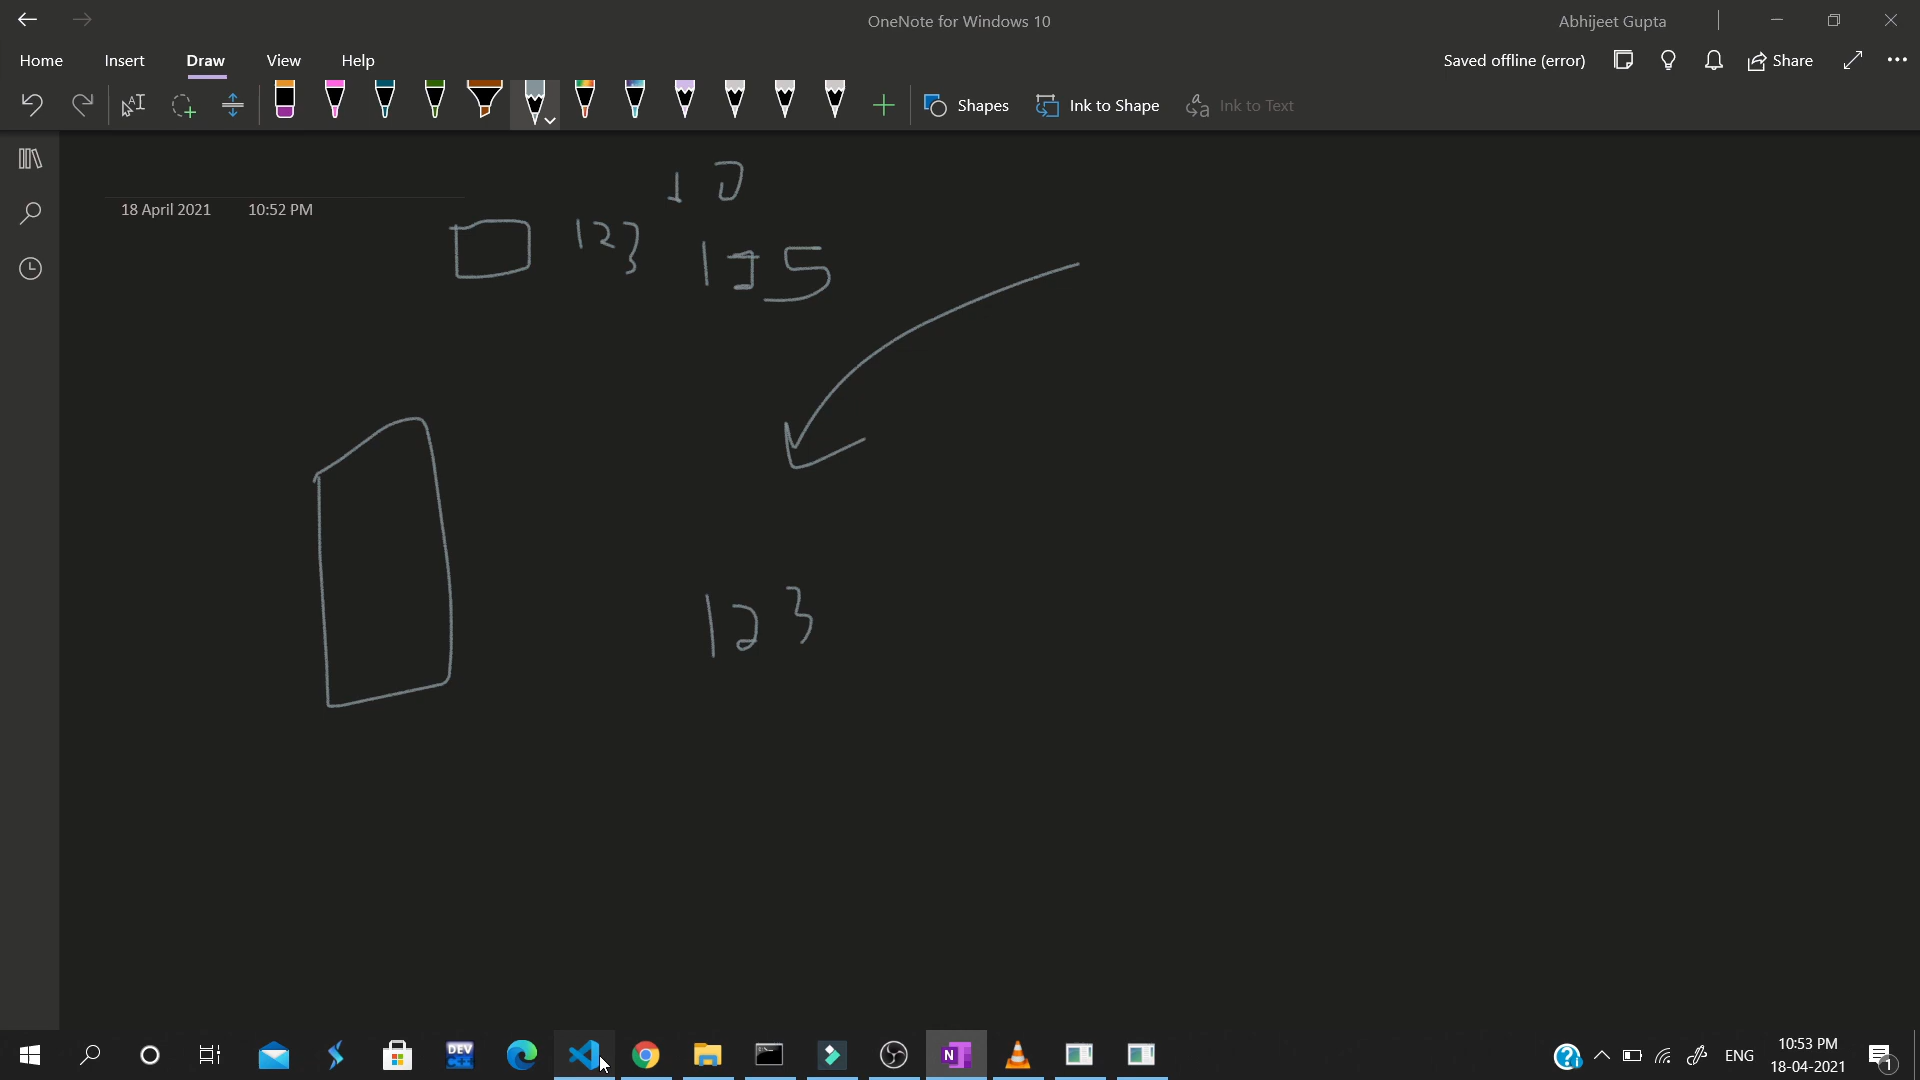 OneNote for Windows 10
Abhijeet Gupta
Home Insert Draw View Help
Saved offline (error) Share
Shapes Ink to Shape Ink to Text
18 April 2021 10:52 PM
123
5
123
DEV
ENG
10:53 PM
18-04-2021
1